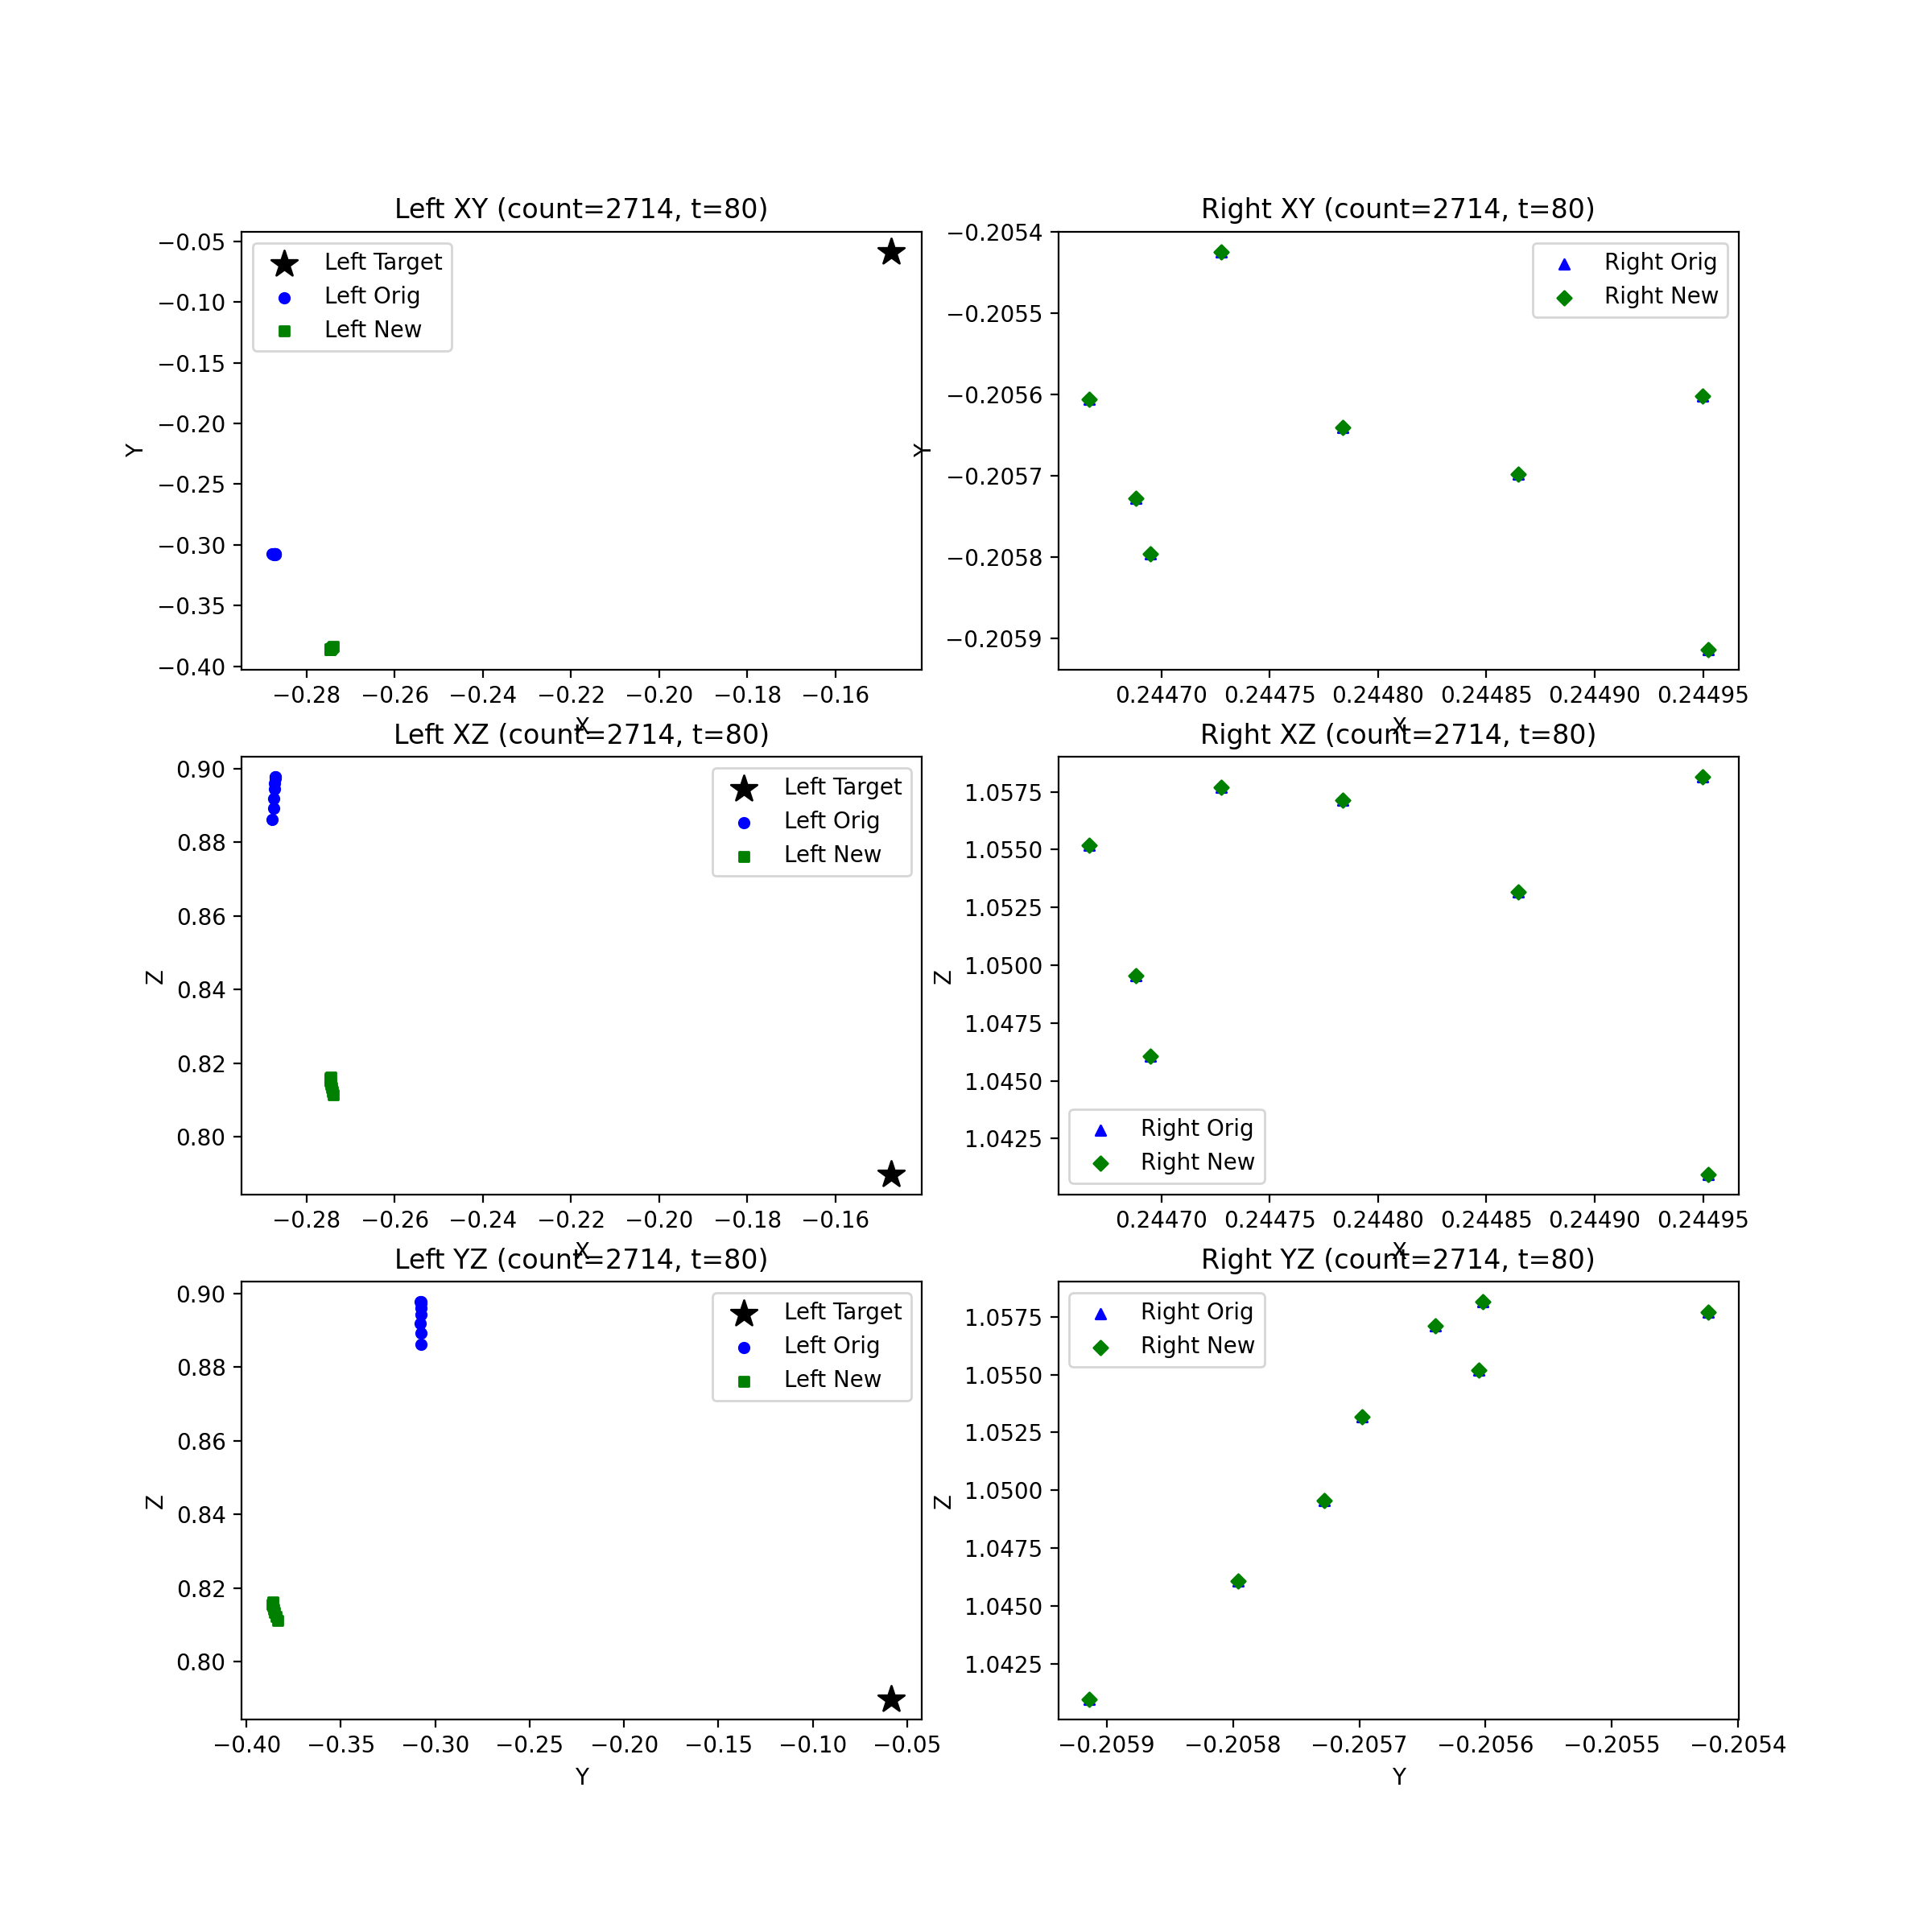 Left XY (count=2714, t=80)
−0.05
−0.10
−0.15
−0.20
−0.25
−0.30
−0.35
−0.40
Y
Left Target
Left Orig
Left New
−0.28 −0.26 −0.24 −0.22 −0.20 −0.18 −0.16
X
Right XY (count=2714, t=80)
−0.2054
−0.2055
−0.2056
−0.2057
−0.2058
−0.2059
Y
Right Orig
Right New
0.24470 0.24475 0.24480 0.24485 0.24490 0.24495
X
Left XZ (count=2714, t=80)
0.90
0.88
0.86
0.84
0.82
0.80
Z
Left Target
Left Orig
Left New
−0.28 −0.26 −0.24 −0.22 −0.20 −0.18 −0.16
X
Right XZ (count=2714, t=80)
1.0575
1.0550
1.0525
1.0500
1.0475
1.0450
1.0425
Z
Right Orig
Right New
0.24470 0.24475 0.24480 0.24485 0.24490 0.24495
X
Left YZ (count=2714, t=80)
0.90
0.88
0.86
0.84
0.82
0.80
Z
Left Target
Left Orig
Left New
−0.40 −0.35 −0.30 −0.25 −0.20 −0.15 −0.10 −0.05
Y
Right YZ (count=2714, t=80)
1.0575
1.0550
1.0525
1.0500
1.0475
1.0450
1.0425
Z
Right Orig
Right New
−0.2059 −0.2058 −0.2057 −0.2056 −0.2055 −0.2054
Y